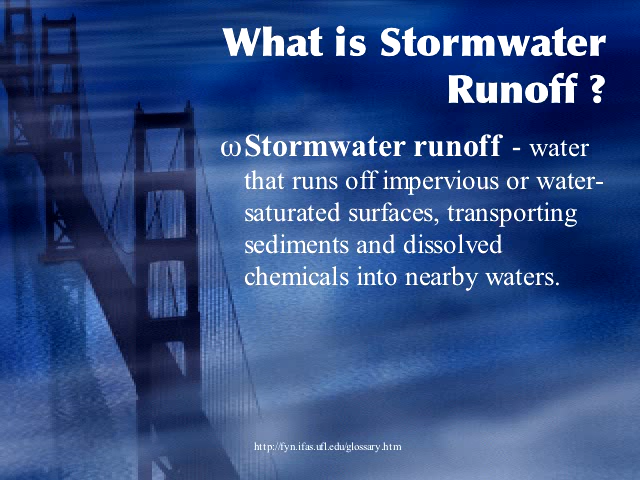 What is Stormwater
Runoff ?
ωStormwater runoff - water
that runs off impervious or water-
saturated surfaces, transporting
sediments and dissolved
chemicals into nearby waters.
http://fyn.ifas.ufl.edu/glossary.htm